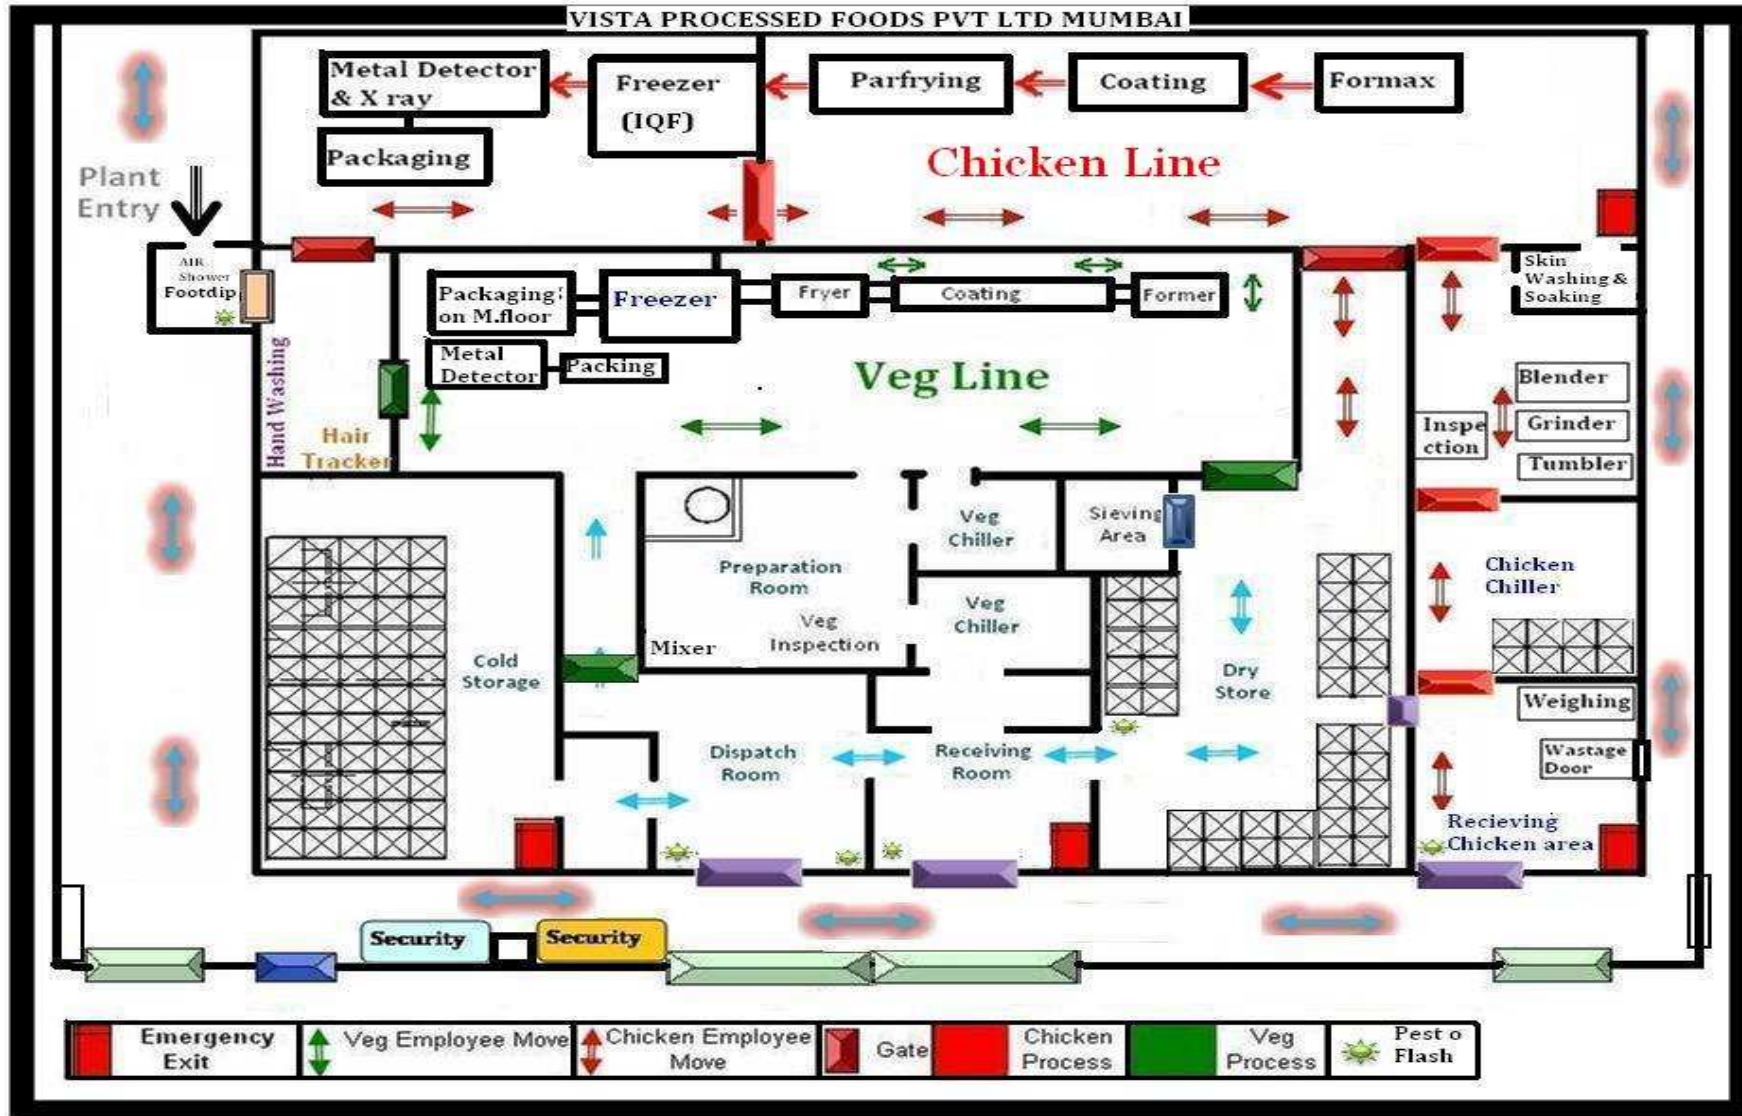 VISTA PROCESSED FOODS PVT LTD MUMBAI
Metal Detector
& X ray
Freezer
(IQF)
Parfrying
Coating
Formax
Packaging
Chicken Line
Plant
Entry
AIR
Shower
Footdip
Skin
Washing &
Soaking
Packaging
on M.floor
Freezer
Fryer
Coating
Former
Metal
Detector
Packing
Veg Line
Hand Washing
Hair
Tracker
Blender
Inspe
ction
Grinder
Tumbler
Veg
Chiller
Sieving
Area
Preparation
Room
Chicken
Chiller
Veg
Chiller
Veg
Inspection
Mixer
Cold
Storage
Dry
Store
Weighing
Dispatch
Room
Receiving
Room
Wastage
Door
Recieving
Chicken area
Security
Security
Emergency
Exit
Veg Employee Move
Chicken Employee
Move
Gate
Chicken
Process
Veg
Process
Pest o
Flash